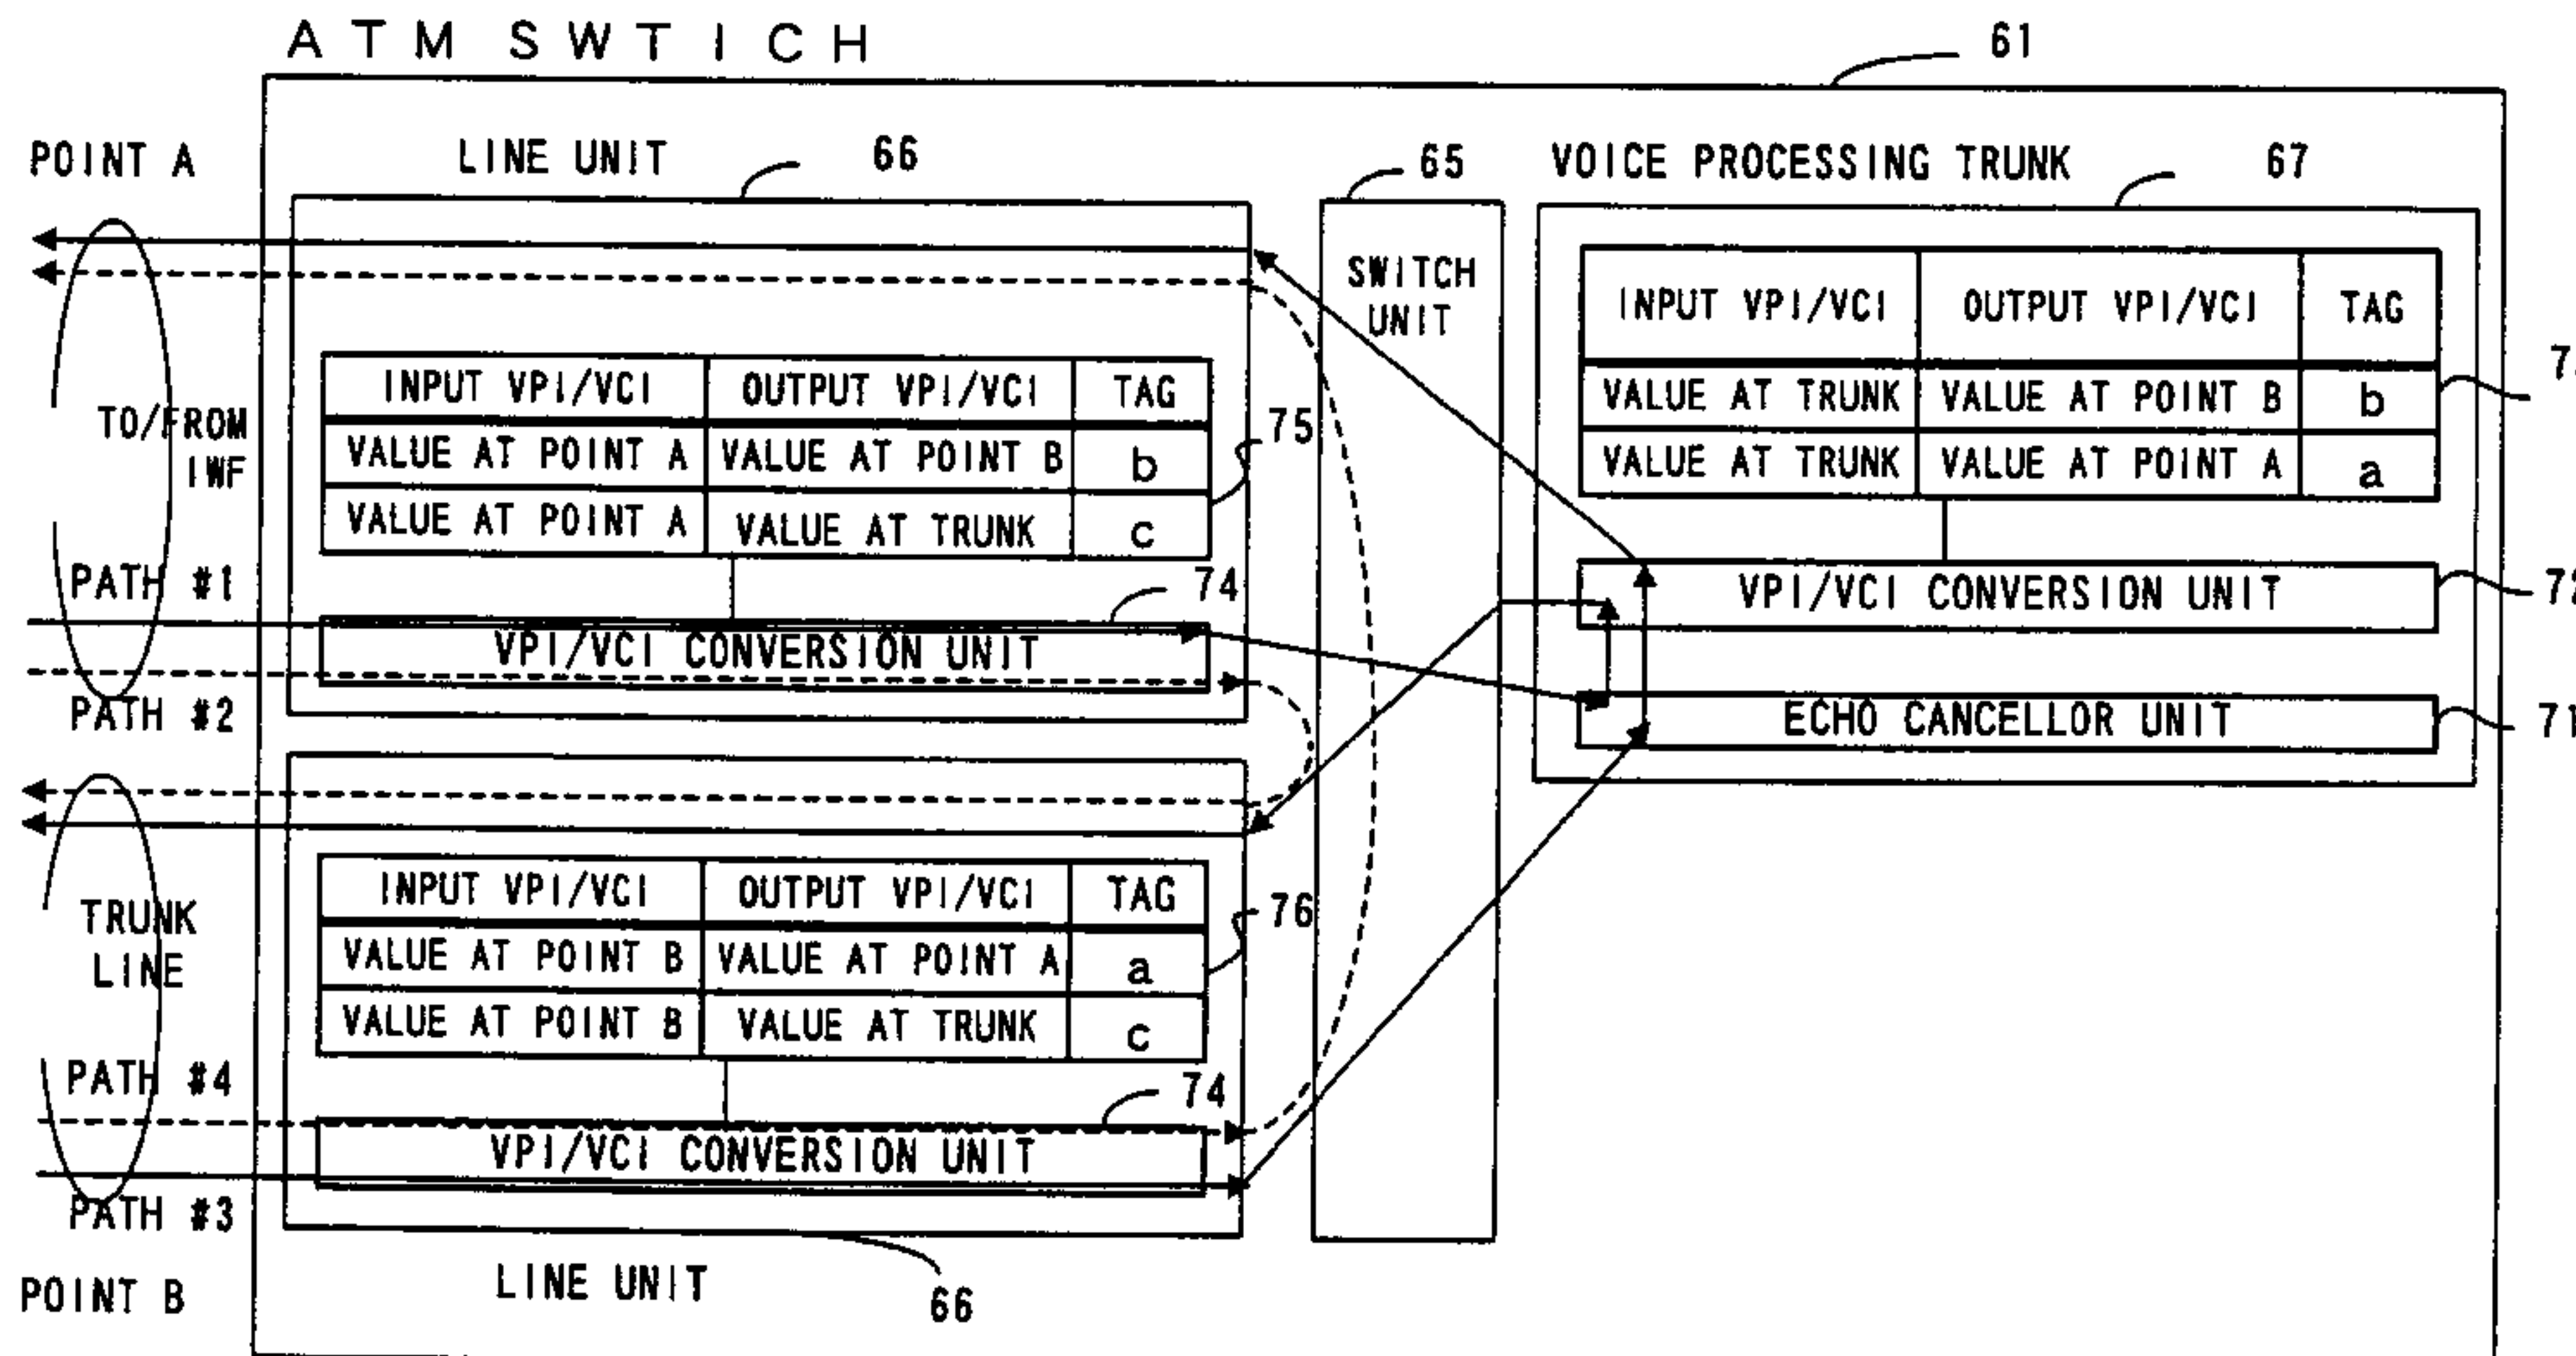 ATM SWTICH
61
POINT A
LINE UNIT
66
65
VOICE PROCESSING TRUNK
67
SWITCH
UNIT
INPUT VPI/VCI OUTPUT VPI/VCI TAG
VALUE AT TRUNK VALUE AT POINT B b
VALUE AT TRUNK VALUE AT POINT A a
INPUT VPI/VCI OUTPUT VPI/VCI TAG
VALUE AT POINT A VALUE AT POINT B b
VALUE AT POINT A VALUE AT TRUNK c
75
TO/FROM
IWF
PATH #1
74
VPI/VCI CONVERSION UNIT
PATH #2
VPI/VCI CONVERSION UNIT
ECHO CANCELLOR UNIT
71
INPUT VPI/VCI OUTPUT VPI/VCI TAG
VALUE AT POINT B VALUE AT POINT A a
VALUE AT POINT B VALUE AT TRUNK c
76
TRUNK
LINE
PATH #4
74
VPI/VCI CONVERSION UNIT
PATH #3
POINT B
LINE UNIT
66